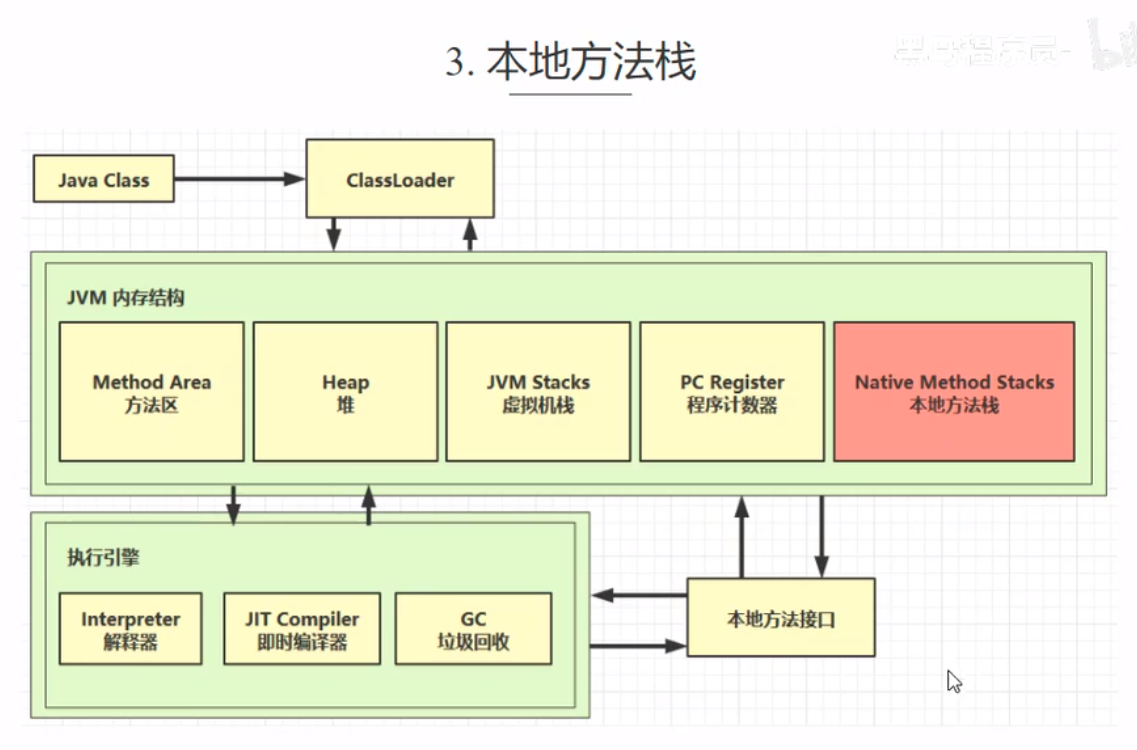 3. 本地方法栈
黑马程序员-
Java Class
ClassLoader
JVM 内存结构
Method Area
方法区
Heap
堆
JVM Stacks
虚拟机栈
PC Register
程序计数器
Native Method Stacks
本地方法栈
执行引擎
Interpreter
解释器
JIT Compiler
即时编译器
GC
垃圾回收
本地方法接口